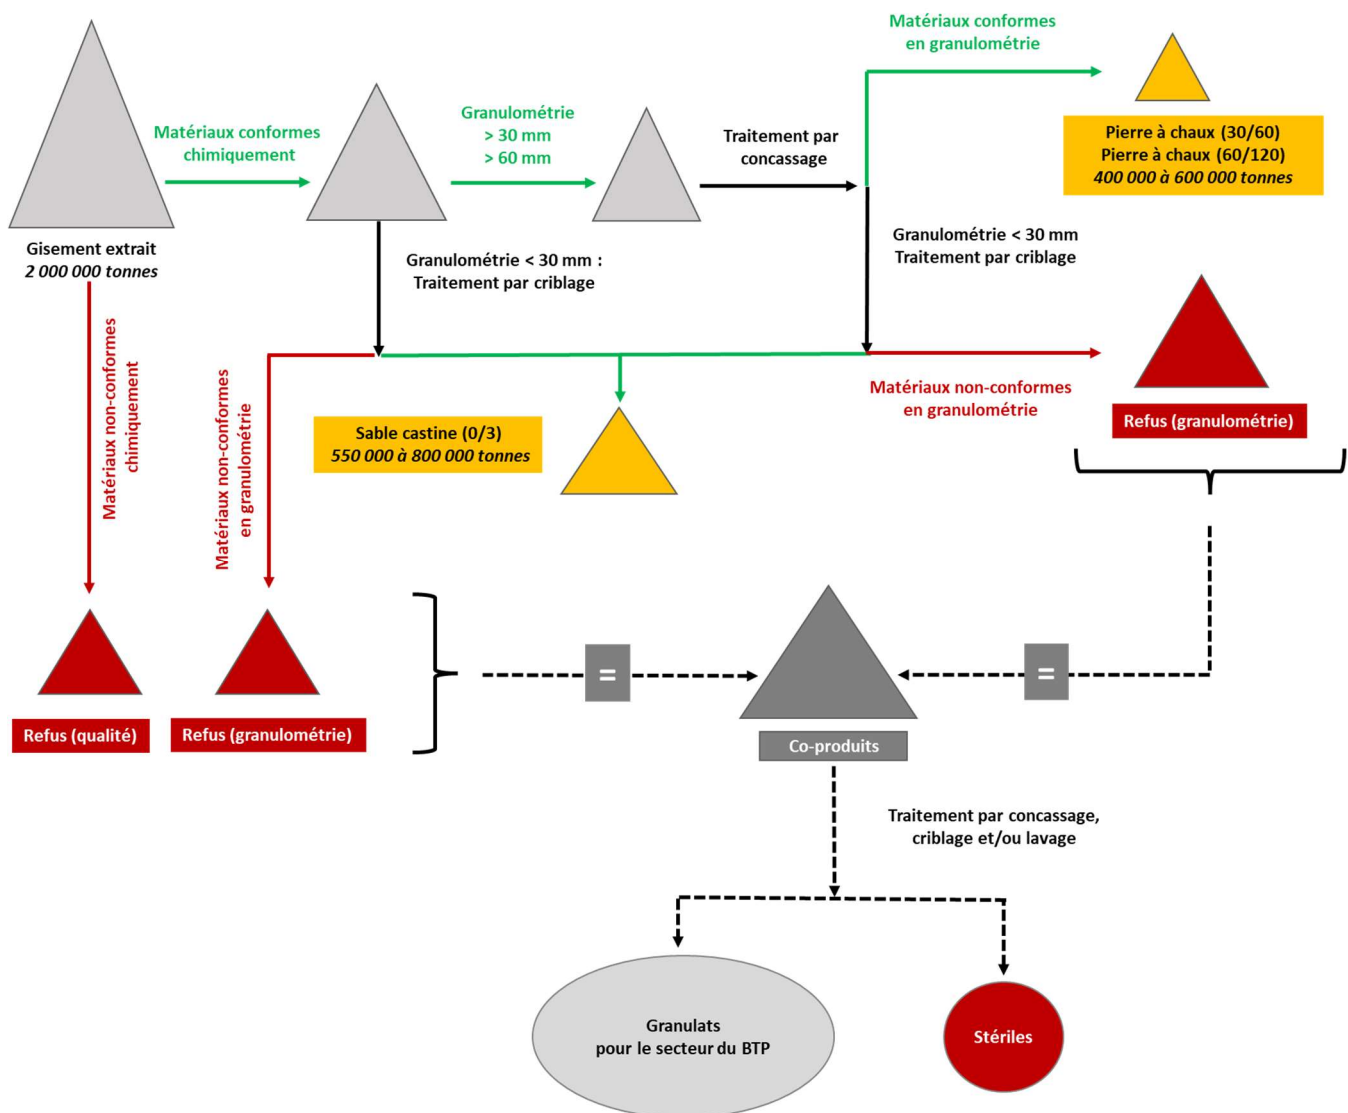 Matériaux conformes
en granulométrie
Matériaux conformes
chimiquement
Granulométrie
> 30 mm
> 60 mm
Traitement par
concassage
Pierre à chaux (30/60)
Pierre à chaux (60/120)
400 000 à 600 000 tonnes
Gisement extrait
2 000 000 tonnes
Granulométrie < 30 mm :
Traitement par criblage
Granulométrie < 30 mm
Traitement par criblage
Matériaux non-conformes
chimiquement
Matériaux non-conformes
en granulométrie
Sable castine (0/3)
550 000 à 800 000 tonnes
Matériaux non-conformes
en granulométrie
Refus (granulométrie)
=
=
Refus (qualité)
Refus (granulométrie)
Co-produits
Traitement par concassage,
criblage et/ou lavage
Granulats
pour le secteur du BTP
Stériles